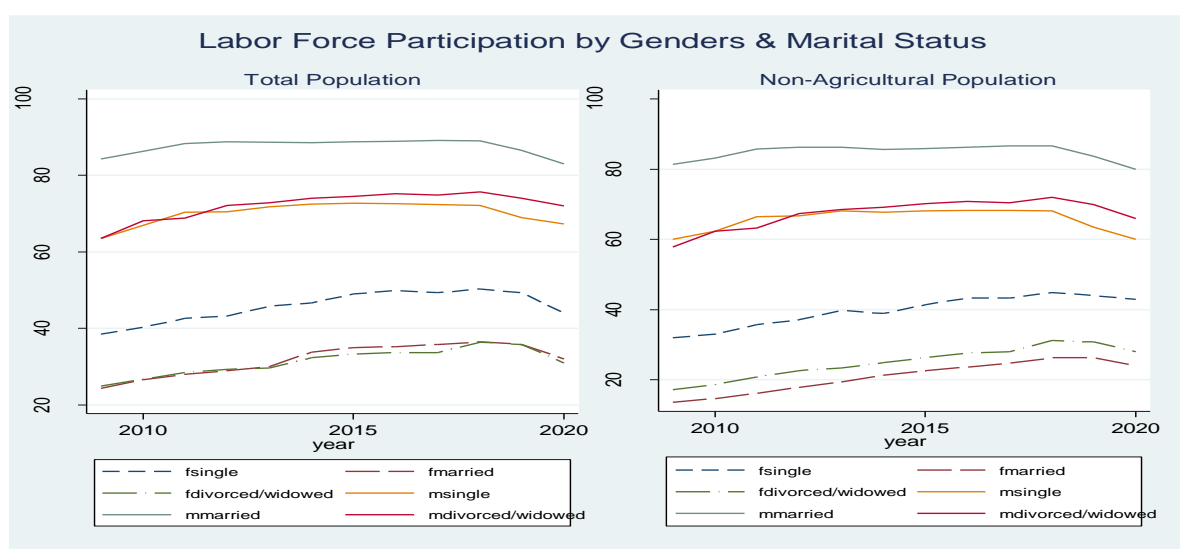 Labor Force Participation by Genders & Marital Status
Total Population
100
80
60
40
20
2010 2015 2020
year
fsingle fmarried
fdivorced/widowed msingle
mmarried mdivorced/widowed
Non-Agricultural Population
100
80
60
40
20
2010 2015 2020
year
fsingle fmarried
fdivorced/widowed msingle
mmarried mdivorced/widowed